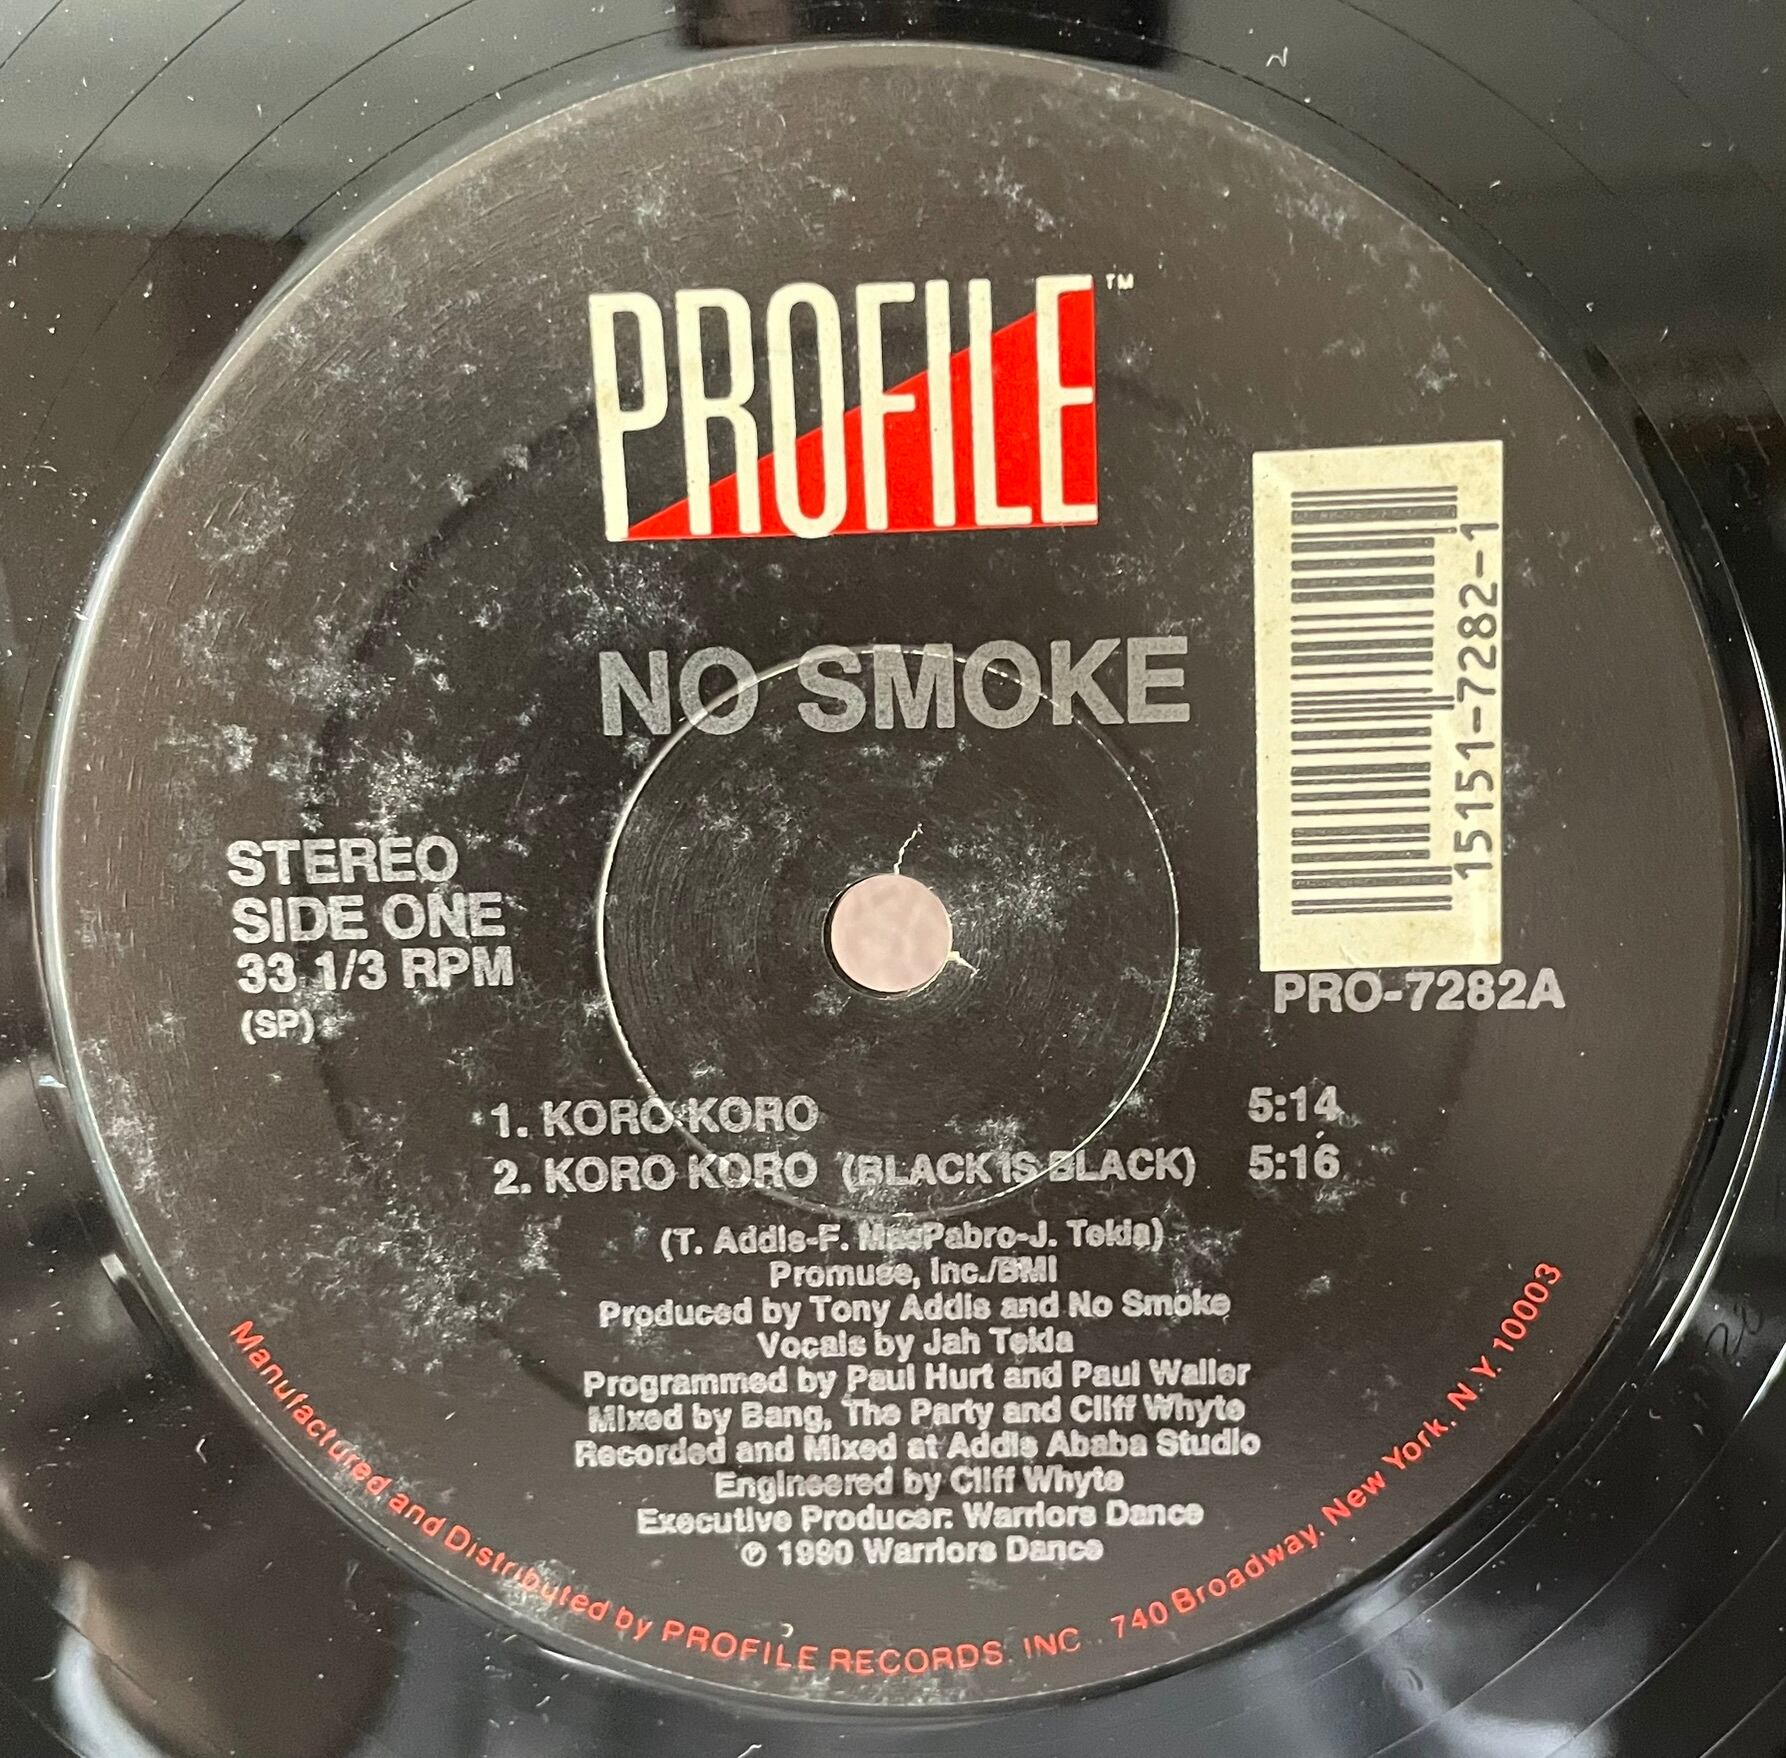 PROFILE™
NO SMOKE
15151-7282-1
STEREO
SIDE ONE
33 1/3 RPM
(SP)
PRO-7282A
1. KORO KORO 5:14
2. KORO KORO (BLACK IS BLACK) 5:16
(T. Addis-F. MacPabro-J. Tekla)
Promuse, Inc./BMI
Produced by Tony Addis and No Smoke
Vocals by Jah Tekla
Programmed by Paul Hurt and Paul Waller
Mixed by Bang, The Party and Cliff Whyte
Recorded and Mixed at Addis Ababa Studio
Engineered by Cliff Whyte
Executive Producer: Warriors Dance
℗ 1990 Warriors Dance
Manufactured and Distributed by PROFILE RECORDS, INC. 740 Broadway, New York, N.Y. 10003